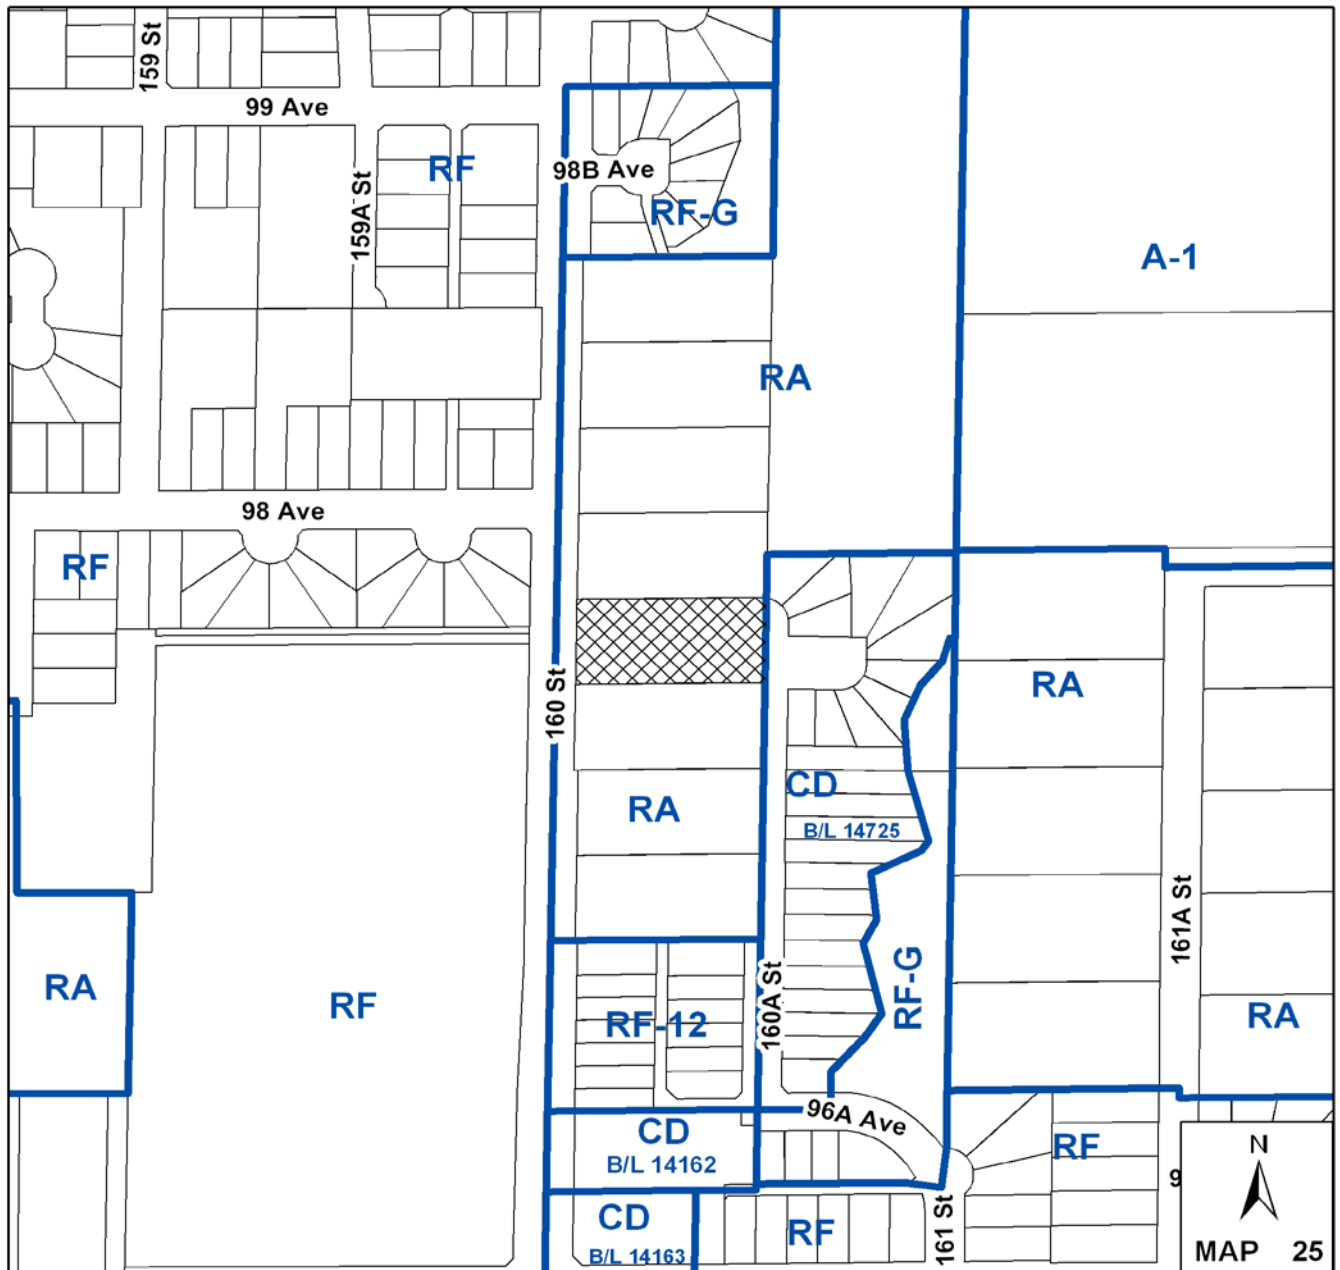 159 St
99 Ave
RF
159A St
98B Ave
RF-G
A-1
RA
98 Ave
RF
160 St
RA
CD
B/L 14725
RA
161A St
RA
RF
RF-12
160A St
RF-G
RA
96A Ave
CD
B/L 14162
RF
9
N
CD
B/L 14163
RF
161 St
MAP 25